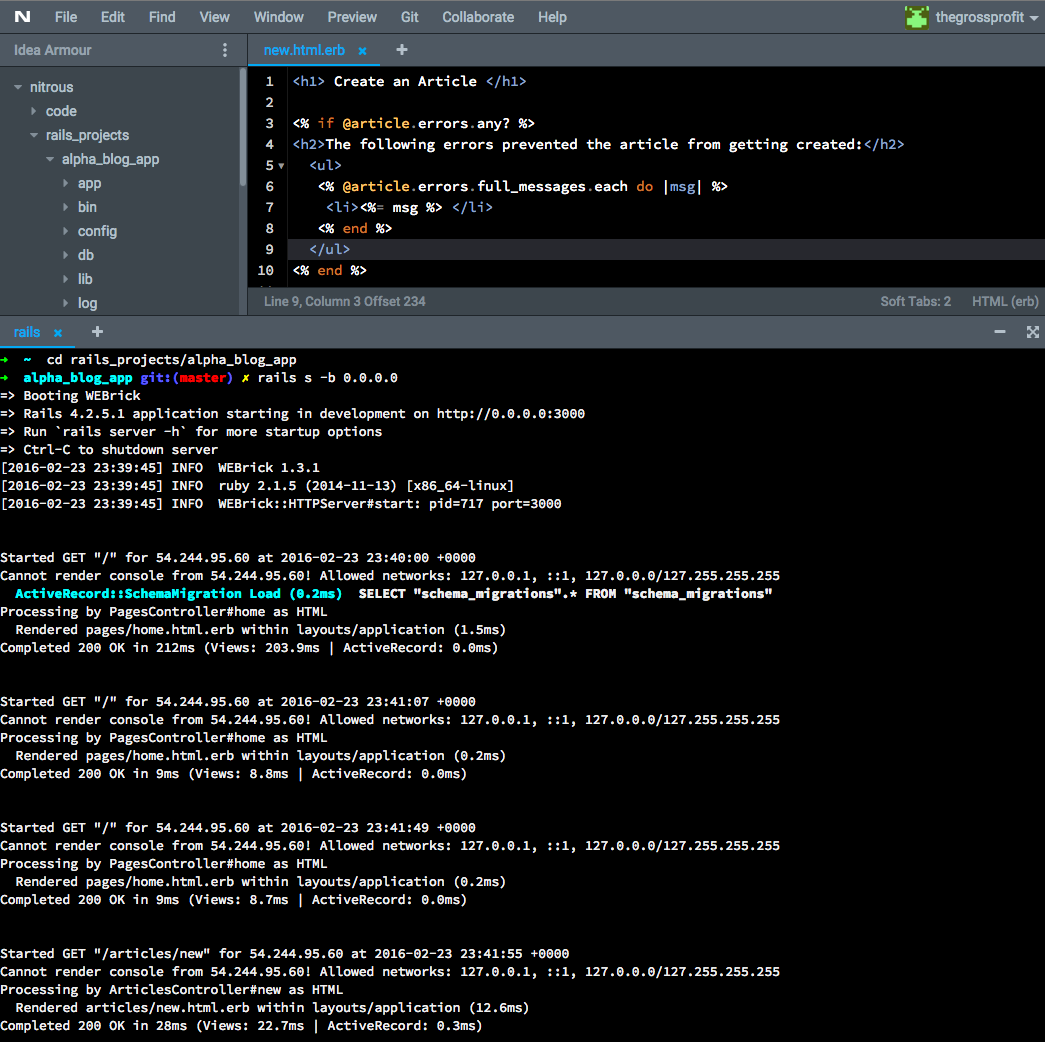 N File Edit Find View Window Preview Git Collaborate Help thegrossprofit
Idea Armour
nitrous
code
rails_projects
alpha_blog_app
app
bin
config
db
lib
log
new.html.erb × +
1 <h1> Create an Article </h1>
2
3 <% if @article.errors.any? %>
4 <h2>The following errors prevented the article from getting created:</h2>
5 <ul>
6 <% @article.errors.full_messages.each do |msg| %>
7 <li><%= msg %> </li>
8 <% end %>
9 </ul>
10 <% end %>
Line 9, Column 3 Offset 234 Soft Tabs: 2 HTML (erb)
rails × +
→ ~ cd rails_projects/alpha_blog_app
→ alpha_blog_app git:(master) ✗ rails s -b 0.0.0.0
=> Booting WEBrick
=> Rails 4.2.5.1 application starting in development on http://0.0.0.0:3000
=> Run `rails server -h` for more startup options
=> Ctrl-C to shutdown server
[2016-02-23 23:39:45] INFO  WEBrick 1.3.1
[2016-02-23 23:39:45] INFO  ruby 2.1.5 (2014-11-13) [x86_64-linux]
[2016-02-23 23:39:45] INFO  WEBrick::HTTPServer#start: pid=717 port=3000
Started GET "/" for 54.244.95.60 at 2016-02-23 23:40:00 +0000
Cannot render console from 54.244.95.60! Allowed networks: 127.0.0.1, ::1, 127.0.0.0/127.255.255.255
ActiveRecord::SchemaMigration Load (0.2ms)  SELECT "schema_migrations".* FROM "schema_migrations"
Processing by PagesController#home as HTML
Rendered pages/home.html.erb within layouts/application (1.5ms)
Completed 200 OK in 212ms (Views: 203.9ms | ActiveRecord: 0.0ms)
Started GET "/" for 54.244.95.60 at 2016-02-23 23:41:07 +0000
Cannot render console from 54.244.95.60! Allowed networks: 127.0.0.1, ::1, 127.0.0.0/127.255.255.255
Processing by PagesController#home as HTML
Rendered pages/home.html.erb within layouts/application (0.2ms)
Completed 200 OK in 9ms (Views: 8.8ms | ActiveRecord: 0.0ms)
Started GET "/" for 54.244.95.60 at 2016-02-23 23:41:49 +0000
Cannot render console from 54.244.95.60! Allowed networks: 127.0.0.1, ::1, 127.0.0.0/127.255.255.255
Processing by PagesController#home as HTML
Rendered pages/home.html.erb within layouts/application (0.2ms)
Completed 200 OK in 9ms (Views: 8.7ms | ActiveRecord: 0.0ms)
Started GET "/articles/new" for 54.244.95.60 at 2016-02-23 23:41:55 +0000
Cannot render console from 54.244.95.60! Allowed networks: 127.0.0.1, ::1, 127.0.0.0/127.255.255.255
Processing by ArticlesController#new as HTML
Rendered articles/new.html.erb within layouts/application (12.6ms)
Completed 200 OK in 28ms (Views: 22.7ms | ActiveRecord: 0.3ms)